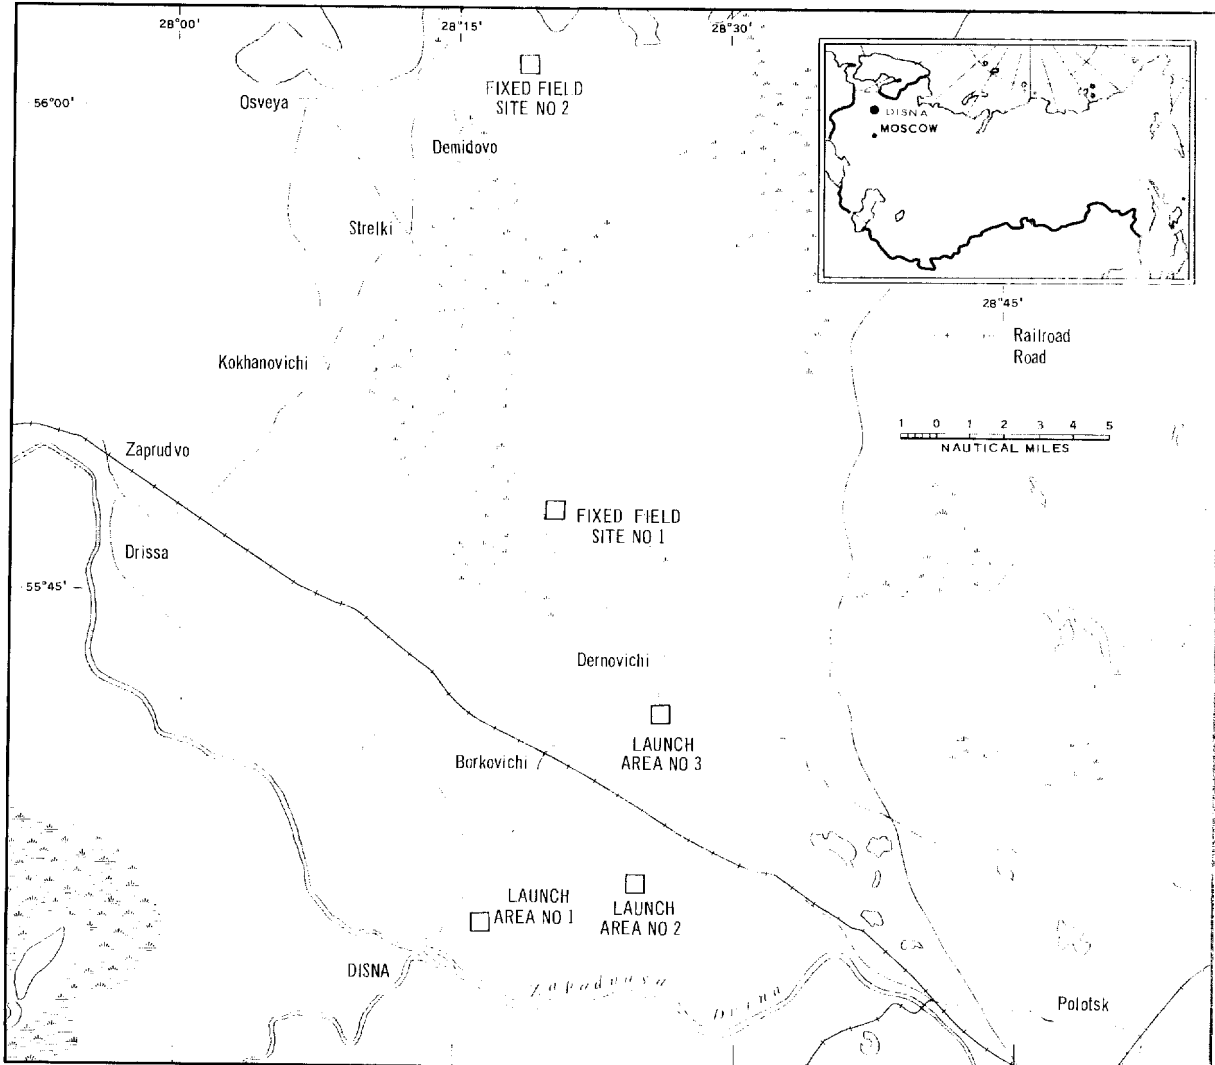 28°00'
28°15'
28°30'
FIXED FIELD
SITE NO 2
Osveya
56°00'
Demidovo
DISNA
MOSCOW
Strelki
28°45'
Railroad
Road
Kokhanovichi
1 0 1 2 3 4 5
NAUTICAL MILES
Zaprudvo
FIXED FIELD
SITE NO 1
Drissa
55°45'
Dernovichi
LAUNCH
AREA NO 3
Borkovichi
LAUNCH
AREA NO 1
LAUNCH
AREA NO 2
DISNA
Zapadnaya
Dvina
Polotsk